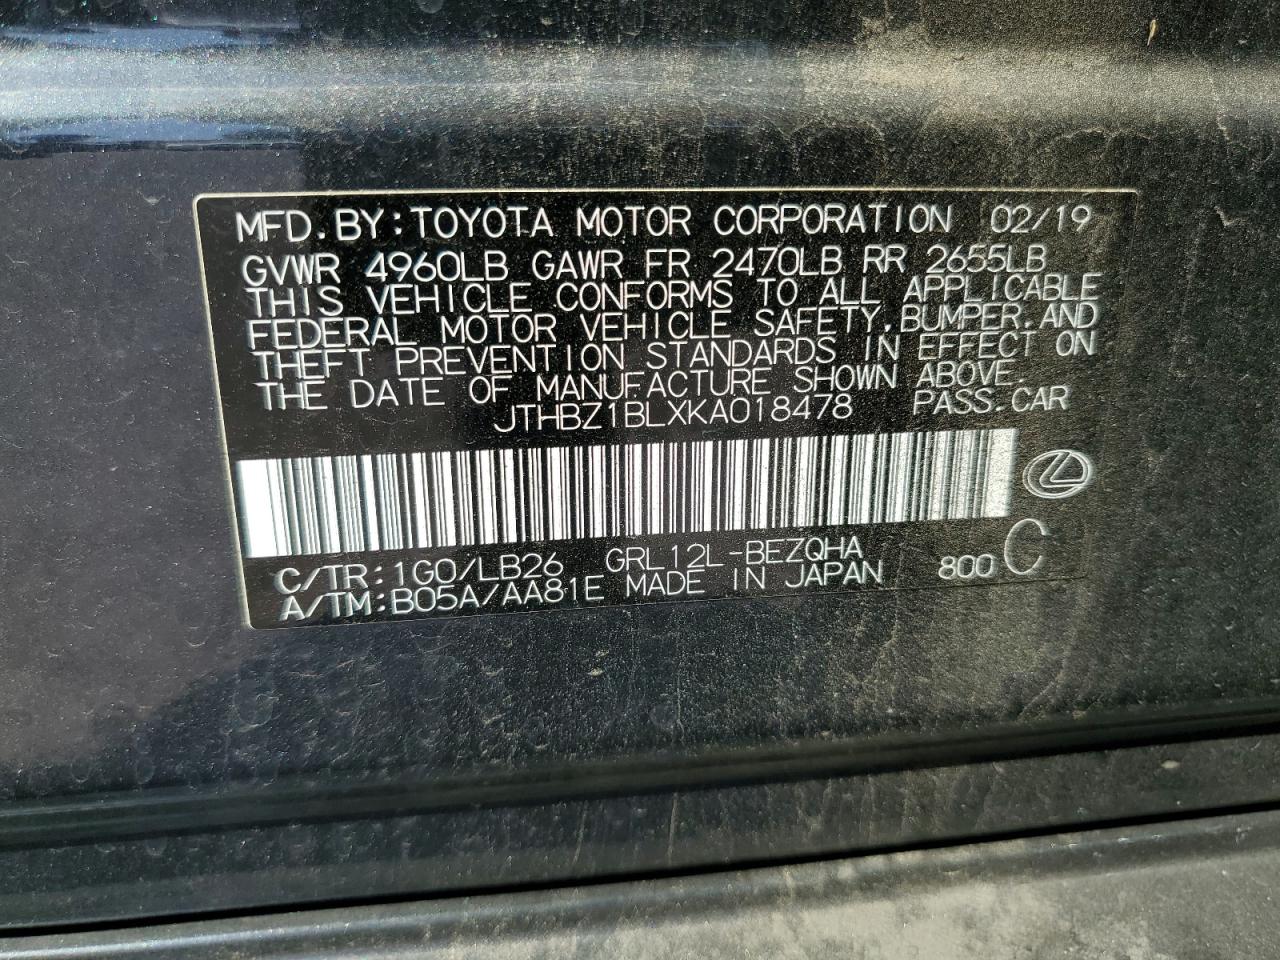 MFD.BY:TOYOTA MOTOR CORPORATION 02/19
GVWR 4960LB GAWR FR 2470LB RR 2655LB
THIS VEHICLE CONFORMS TO ALL APPLICABLE
FEDERAL MOTOR VEHICLE SAFETY,BUMPER,AND
THEFT PREVENTION STANDARDS IN EFFECT ON
THE DATE OF MANUFACTURE SHOWN ABOVE.
JTHBZ1BLXKA018478 PASS.CAR
C/TR:1G0/LB26 GRL12L-BEZQHA
A/TM:B05A/AA81E MADE IN JAPAN 800 C